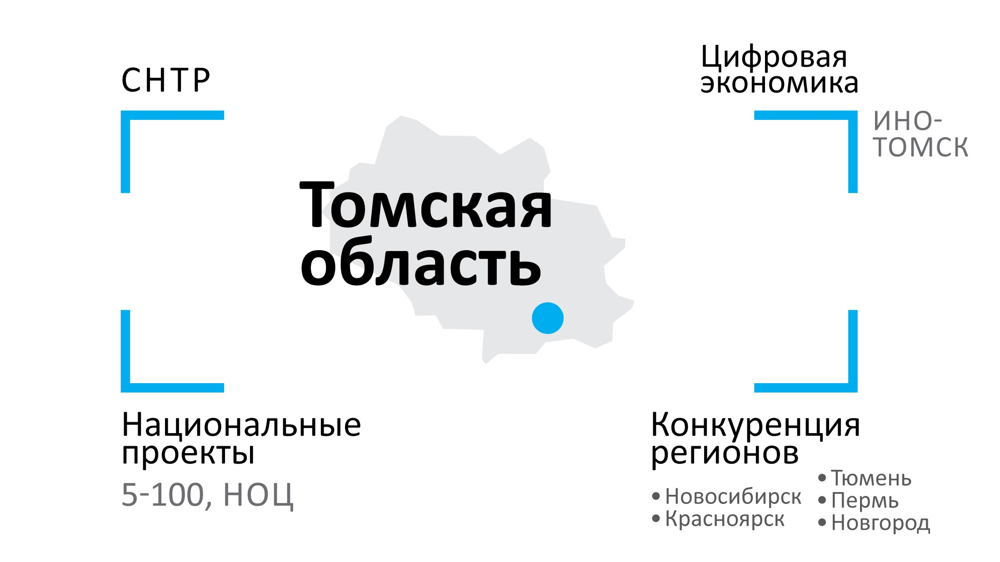 СНТР
Цифровая
экономика
ИНО-
ТОМСК
Томская
область
Национальные
проекты
5-100, НОЦ
Конкуренция
регионов
• Новосибирск
• Красноярск
• Тюмень
• Пермь
• Новгород